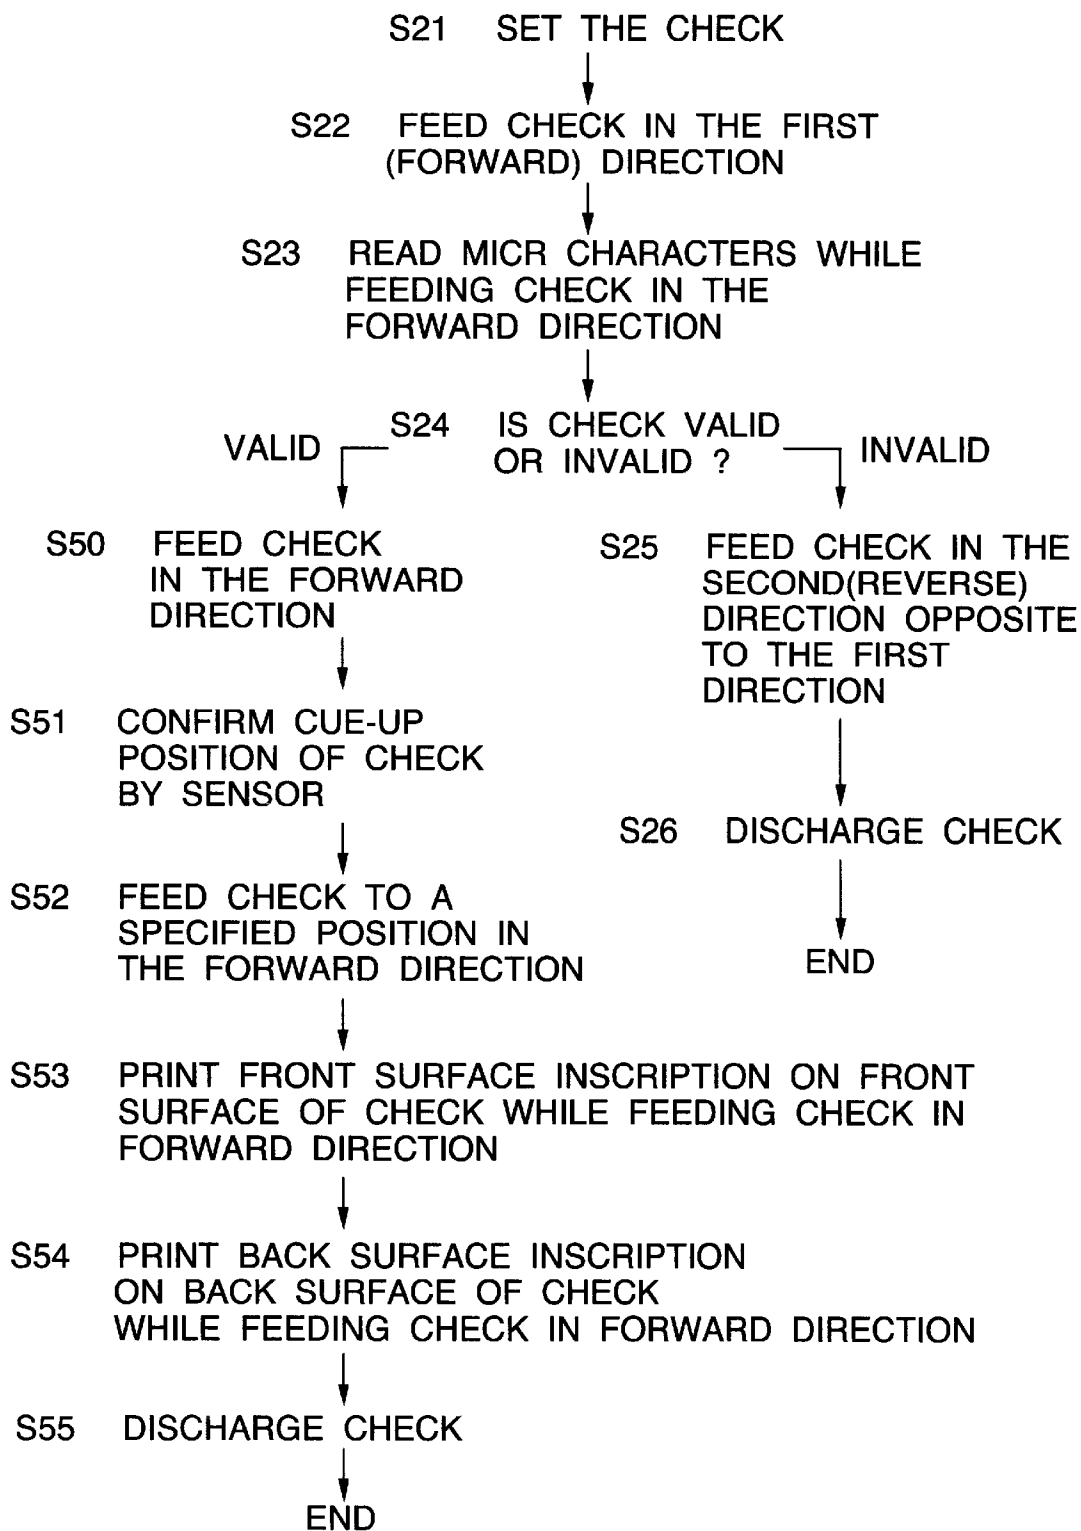 S21 SET THE CHECK
S22 FEED CHECK IN THE FIRST
(FORWARD) DIRECTION
S23 READ MICR CHARACTERS WHILE
FEEDING CHECK IN THE
FORWARD DIRECTION
S24 IS CHECK VALID
OR INVALID ?
VALID
INVALID
S50 FEED CHECK
IN THE FORWARD
DIRECTION
S51 CONFIRM CUE-UP
POSITION OF CHECK
BY SENSOR
S52 FEED CHECK TO A
SPECIFIED POSITION IN
THE FORWARD DIRECTION
S53 PRINT FRONT SURFACE INSCRIPTION ON FRONT
SURFACE OF CHECK WHILE FEEDING CHECK IN
FORWARD DIRECTION
S54 PRINT BACK SURFACE INSCRIPTION
ON BACK SURFACE OF CHECK
WHILE FEEDING CHECK IN FORWARD DIRECTION
S55 DISCHARGE CHECK
END
S25 FEED CHECK IN THE
SECOND(REVERSE)
DIRECTION OPPOSITE
TO THE FIRST
DIRECTION
S26 DISCHARGE CHECK
END